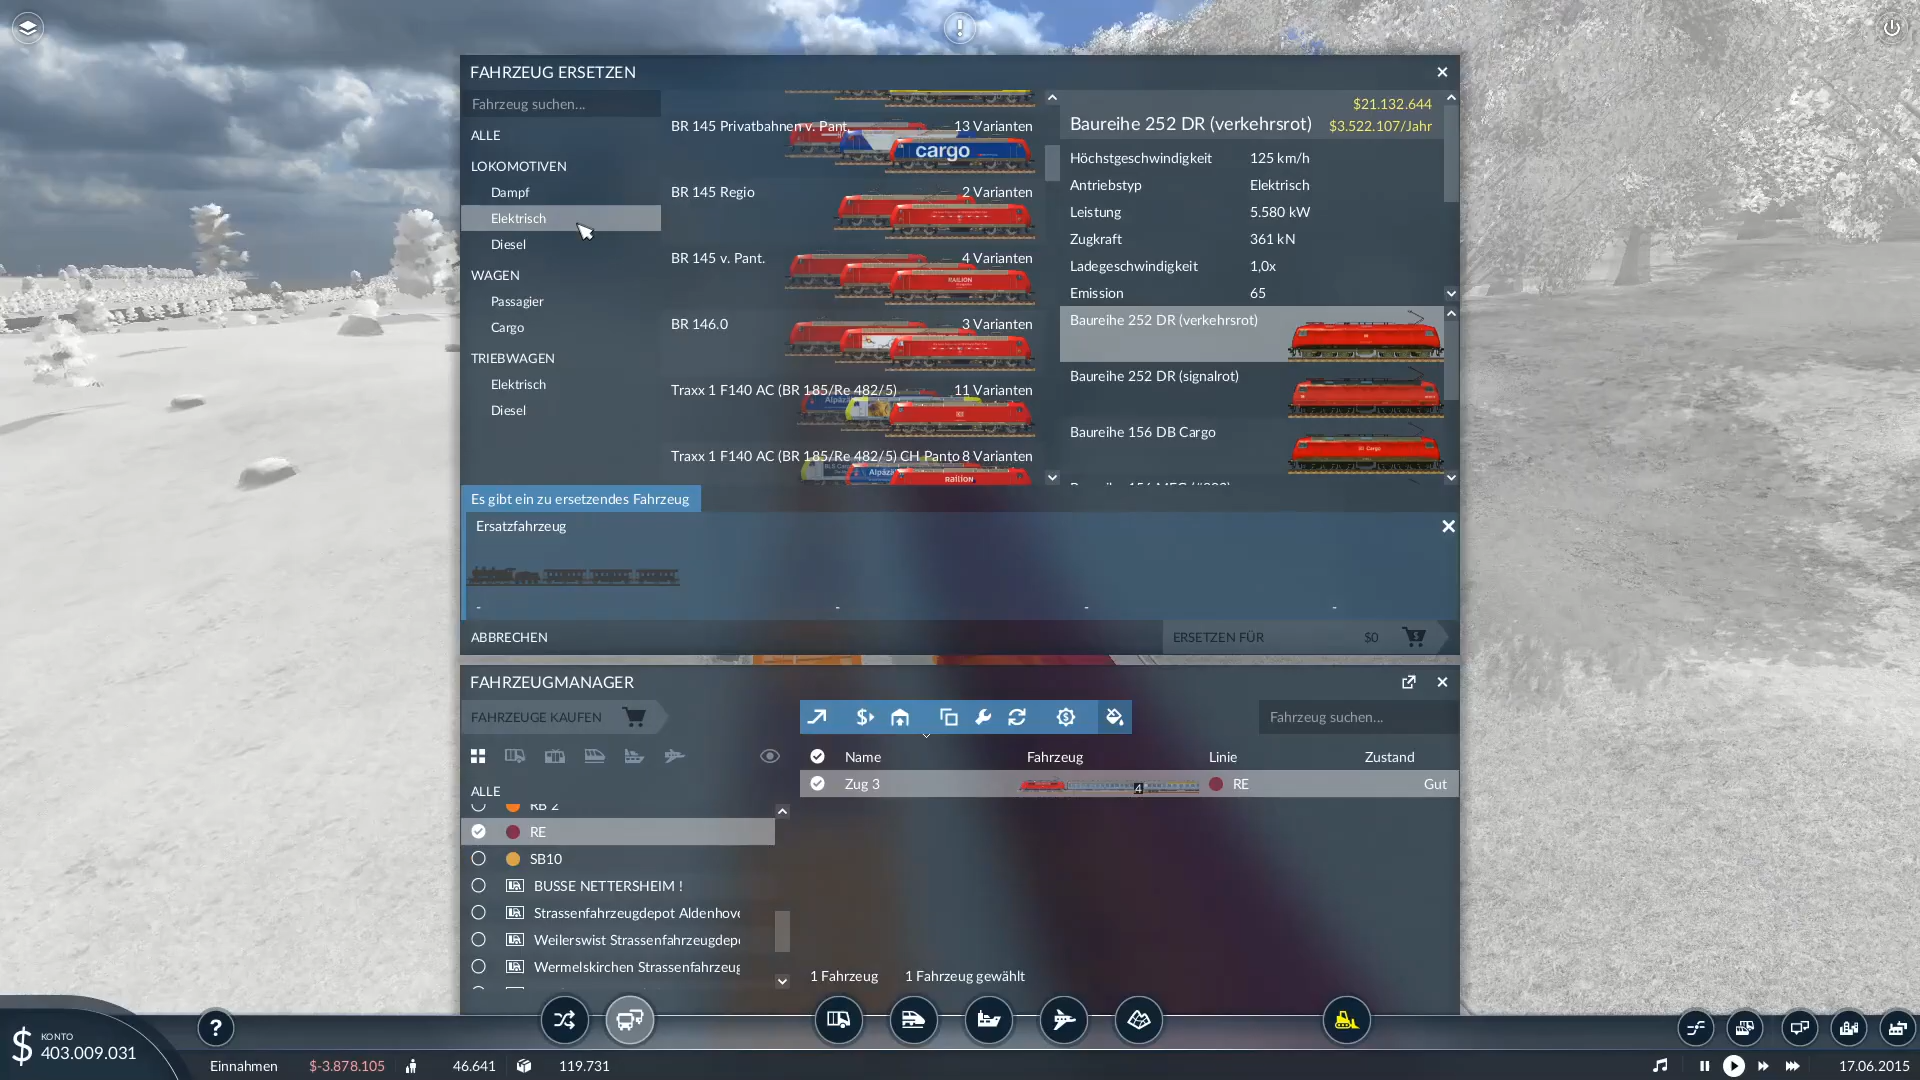 FAHRZEUG ERSETZEN
Fahrzeug suchen...
ALLE
LOKOMOTIVEN
Dampf
Elektrisch
Diesel
WAGEN
Passagier
Cargo
TRIEBWAGEN
Elektrisch
Diesel
BR 145 Privatbahnen v. Pant. 13 Varianten
cargo
BR 145 Regio 2 Varianten
BR 145 v. Pant. 4 Varianten
RAILION
BR 146.0 3 Varianten
Traxx 1 F140 AC (BR 185/Re 482/5) 11 Varianten
Traxx 1 F140 AC (BR 185/Re 482/5) CH Panto 8 Varianten
Railion
$21.132.644
Baureihe 252 DR (verkehrsrot) $3.522.107/Jahr
Höchstgeschwindigkeit 125 km/h
Antriebstyp Elektrisch
Leistung 5.580 kW
Zugkraft 361 kN
Ladegeschwindigkeit 1,0x
Emission 65
Baureihe 252 DR (verkehrsrot)
Baureihe 252 DR (signalrot)
Baureihe 156 DB Cargo
Es gibt ein zu ersetzendes Fahrzeug
Ersatzfahrzeug
- - - -
ABBRECHEN
ERSETZEN FÜR $0
FAHRZEUGMANAGER
FAHRZEUGE KAUFEN
Fahrzeug suchen...
ALLE
RB 2
RE
SB10
BUSSE NETTERSHEIM !
Strassenfahrzeugdepot Aldenhove
Weilerswist Strassenfahrzeugdep
Wermelskirchen Strassenfahrzeug
Name Fahrzeug Linie Zustand
Zug 3 4 RE Gut
1 Fahrzeug 1 Fahrzeug gewählt
?
$ KONTO
403.009.031
Einnahmen $-3.878.105 46.641 119.731
17.06.2015